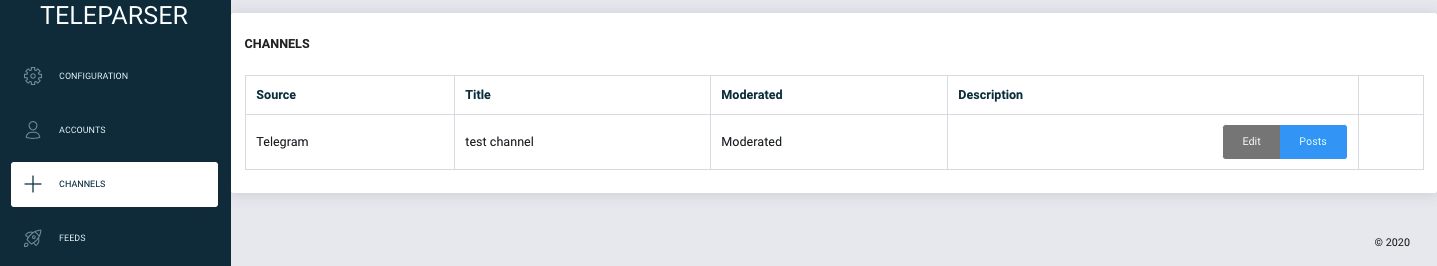 TELEPARSER
CONFIGURATION
ACCOUNTS
CHANNELS
FEEDS
CHANNELS
Source Title Moderated Description
Telegram test channel Moderated Edit Posts
© 2020